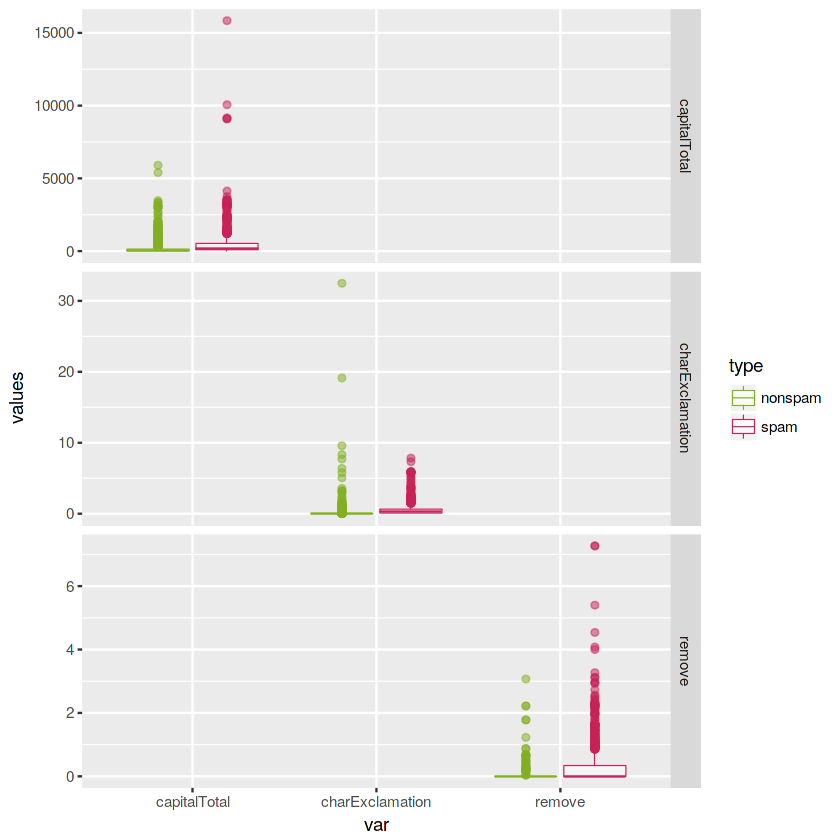 15000
10000
5000
0
capitalTotal
30
20
10
0
charExclamation
6
4
2
0
remove
values
capitalTotal charExclamation remove
var
type
nonspam
spam